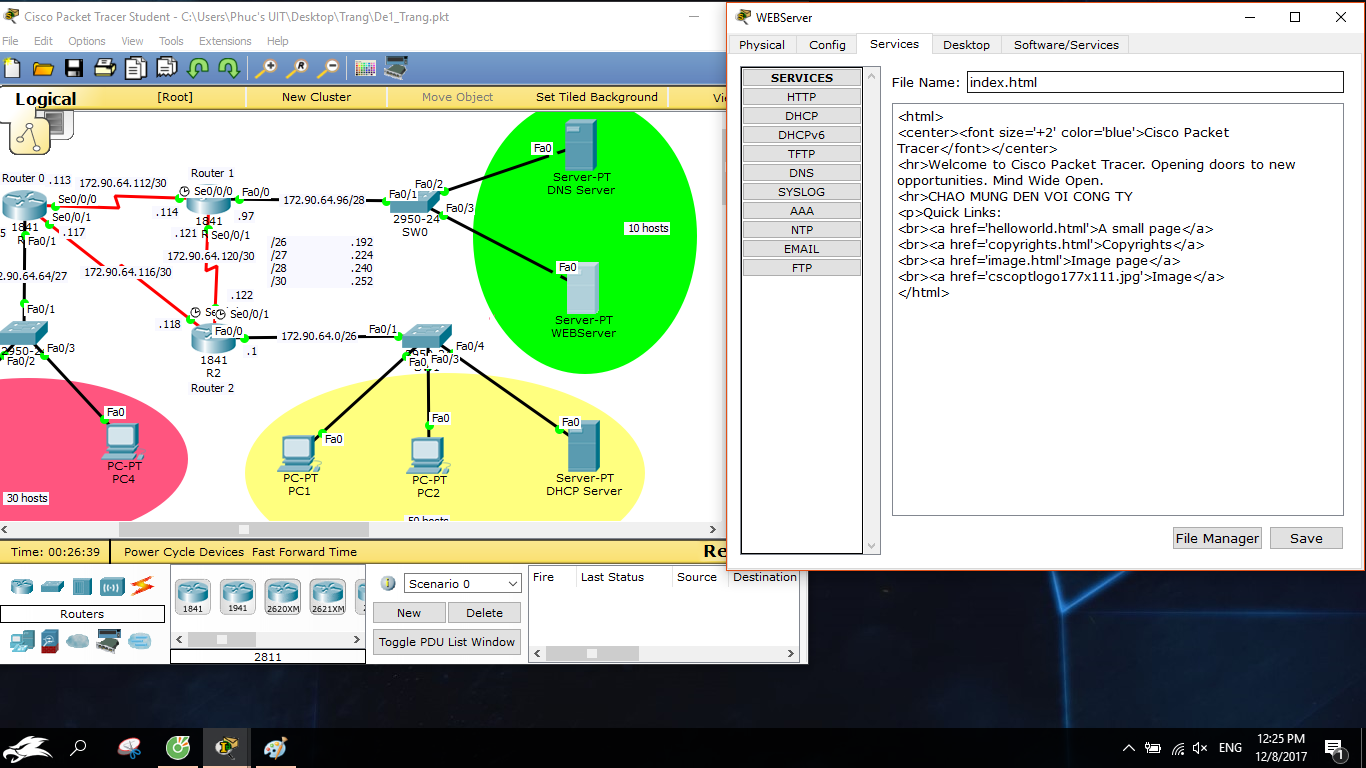 Cisco Packet Tracer Student - C:\Users\Phuc's UIT\Desktop\Trang\De1_Trang.pkt
File Edit Options View Tools Extensions Help
Logical
[Root]
New Cluster
Move Object
Set Tiled Background
Router 0
.113
172.90.64.112/30
Router 1
Se0/0/0
Se0/0/0
Fa0/0
172.90.64.96/28
Fa0/1
Fa0/2
Fa0/3
2950-24
SW0
Fa0
Server-PT
DNS Server
10 hosts
Fa0
Server-PT
WEBServer
1841
Se0/0/1
.117
Fa0/1
.114
1841
.97
.121
Se0/0/1
172.90.64.120/30
/26 .192
/27 .224
/28 .240
/30 .252
2.90.64.64/27
172.90.64.116/30
.122
Se0/0/1
.118
Fa0/0
.1
1841
R2
Router 2
172.90.64.0/26
Fa0/1
Fa0/4
Fa0/3
Fa0/1
Fa0/3
Fa0/2
Fa0
PC-PT
PC4
30 hosts
Fa0
PC-PT
PC1
Fa0
PC-PT
PC2
Fa0
Server-PT
DHCP Server
50 hosts
Time: 00:26:39
Power Cycle Devices Fast Forward Time
Routers
1841
1941
2620XM
2621XM
2811
Scenario 0
New
Delete
Toggle PDU List Window
Fire
Last Status
Source
Destination
WEBServer
Physical
Config
Services
Desktop
Software/Services
SERVICES
HTTP
DHCP
DHCPv6
TFTP
DNS
SYSLOG
AAA
NTP
EMAIL
FTP
File Name: index.html
<html>
<center><font size='+2' color='blue'>Cisco Packet
Tracer</font></center>
<hr>Welcome to Cisco Packet Tracer. Opening doors to new
opportunities. Mind Wide Open.
<hr>CHAO MUNG DEN VOI CONG TY
<p>Quick Links:
<br><a href='helloworld.html'>A small page</a>
<br><a href='copyrights.html'>Copyrights</a>
<br><a href='image.html'>Image page</a>
<br><a href='cscoptlogo177x111.jpg'>Image</a>
</html>
File Manager
Save
ENG
12:25 PM
12/8/2017
1